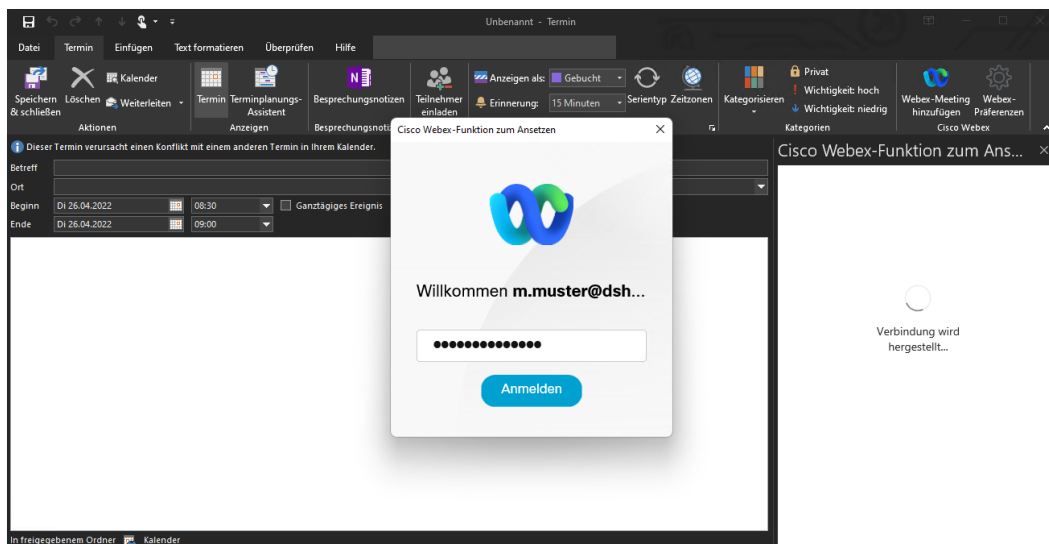 Unbenannt - Termin
Datei Termin Einfügen Text formatieren Überprüfen Hilfe
Speichern & schließen
Löschen
Kalender
Weiterleiten
Aktionen
Termin
Terminplanungs-Assistent
Anzeigen
N
Besprechungsnotizen
Besprechungsnoti
Teilnehmer einladen
Anzeigen als: Gebucht
Erinnerung: 15 Minuten
Serientyp
Zeitzonen
Kategorisieren
Privat
Wichtigkeit: hoch
Wichtigkeit: niedrig
Kategorien
Webex-Meeting hinzufügen
Webex-Präferenzen
Cisco Webex
Dieser Termin verursacht einen Konflikt mit einem anderen Termin in Ihrem Kalender.
Betreff
Ort
Beginn Di 26.04.2022 08:30 Ganztägiges Ereignis
Ende Di 26.04.2022 09:00
Cisco Webex-Funktion zum Ansetzen
Willkommen m.muster@dsh...
Anmelden
Cisco Webex-Funktion zum Ans...
Verbindung wird
hergestellt...
In freigegebenem Ordner Kalender